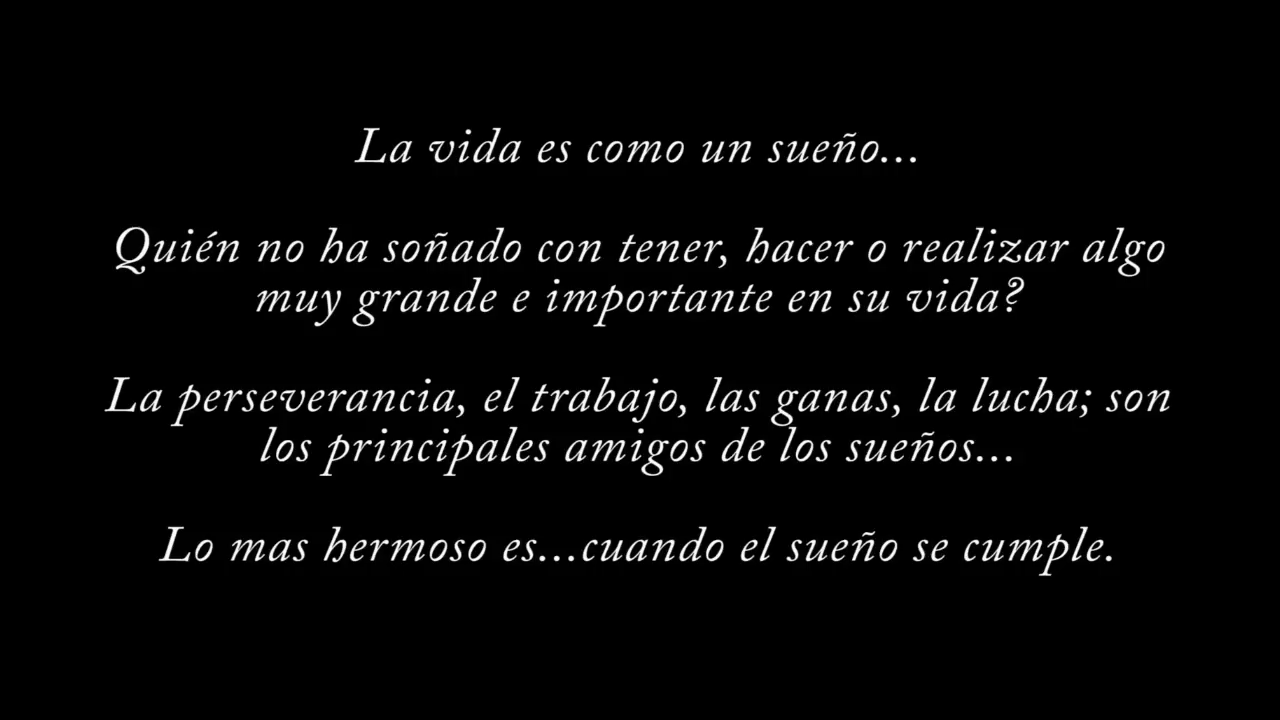 La vida es como un sueño...
Quién no ha soñado con tener, hacer o realizar algo
muy grande e importante en su vida?
La perseverancia, el trabajo, las ganas, la lucha; son
los principales amigos de los sueños...
Lo mas hermoso es...cuando el sueño se cumple.